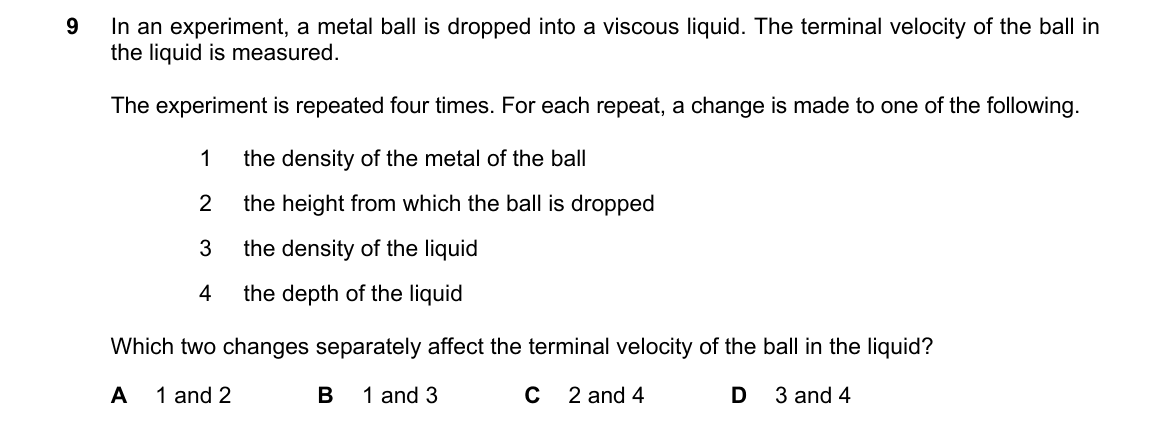 9 In an experiment, a metal ball is dropped into a viscous liquid. The terminal velocity of the ball in
the liquid is measured.
The experiment is repeated four times. For each repeat, a change is made to one of the following.
1 the density of the metal of the ball
2 the height from which the ball is dropped
3 the density of the liquid
4 the depth of the liquid
Which two changes separately affect the terminal velocity of the ball in the liquid?
A 1 and 2 B 1 and 3 C 2 and 4 D 3 and 4